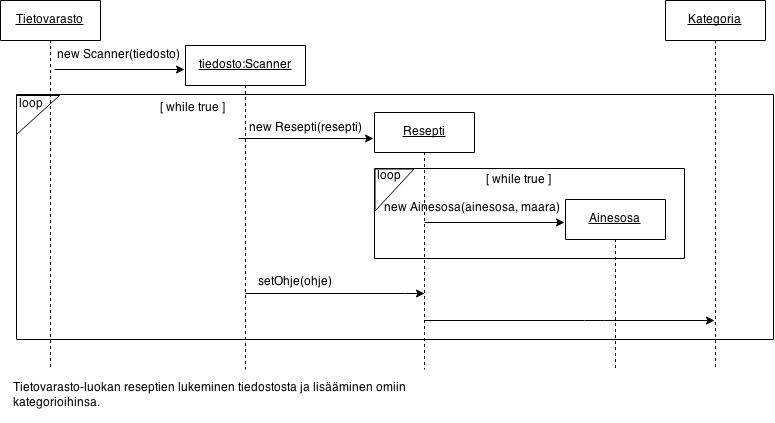 Tietovarasto
Kategoria
new Scanner(tiedosto)
tiedosto:Scanner
loop
[ while true ]
new Resepti(resepti)
Resepti
loop
[ while true ]
new Ainesosa(ainesosa, maara)
Ainesosa
setOhje(ohje)
Tietovarasto-luokan reseptien lukeminen tiedostosta ja lisääminen omiin
kategorioihinsa.